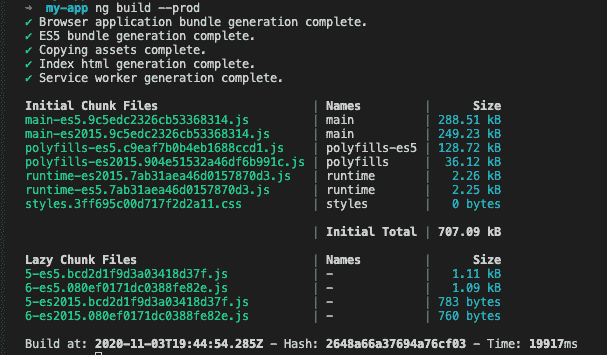 → my-app ng build --prod
✔ Browser application bundle generation complete.
✔ ES5 bundle generation complete.
✔ Copying assets complete.
✔ Index html generation complete.
✔ Service worker generation complete.
Initial Chunk Files | Names | Size
main-es5.9c5edc2326cb53368314.js | main | 288.51 kB
main-es2015.9c5edc2326cb53368314.js | main | 249.23 kB
polyfills-es5.c9eaf7b0b4eb1688ccd1.js | polyfills-es5 | 128.72 kB
polyfills-es2015.904e51532a46df6b991c.js | polyfills | 36.12 kB
runtime-es2015.7ab31aea46d0157870d3.js | runtime | 2.26 kB
runtime-es5.7ab31aea46d0157870d3.js | runtime | 2.25 kB
styles.3ff695c00d717f2d2a11.css | styles | 0 bytes
| Initial Total | 707.09 kB
Lazy Chunk Files | Names | Size
5-es5.bcd2d1f9d3a03418d37f.js | - | 1.11 kB
6-es5.080ef0171dc0388fe82e.js | - | 1.09 kB
5-es2015.bcd2d1f9d3a03418d37f.js | - | 783 bytes
6-es2015.080ef0171dc0388fe82e.js | - | 760 bytes
Build at: 2020-11-03T19:44:54.285Z - Hash: 2648a66a37694a76cf03 - Time: 19917ms